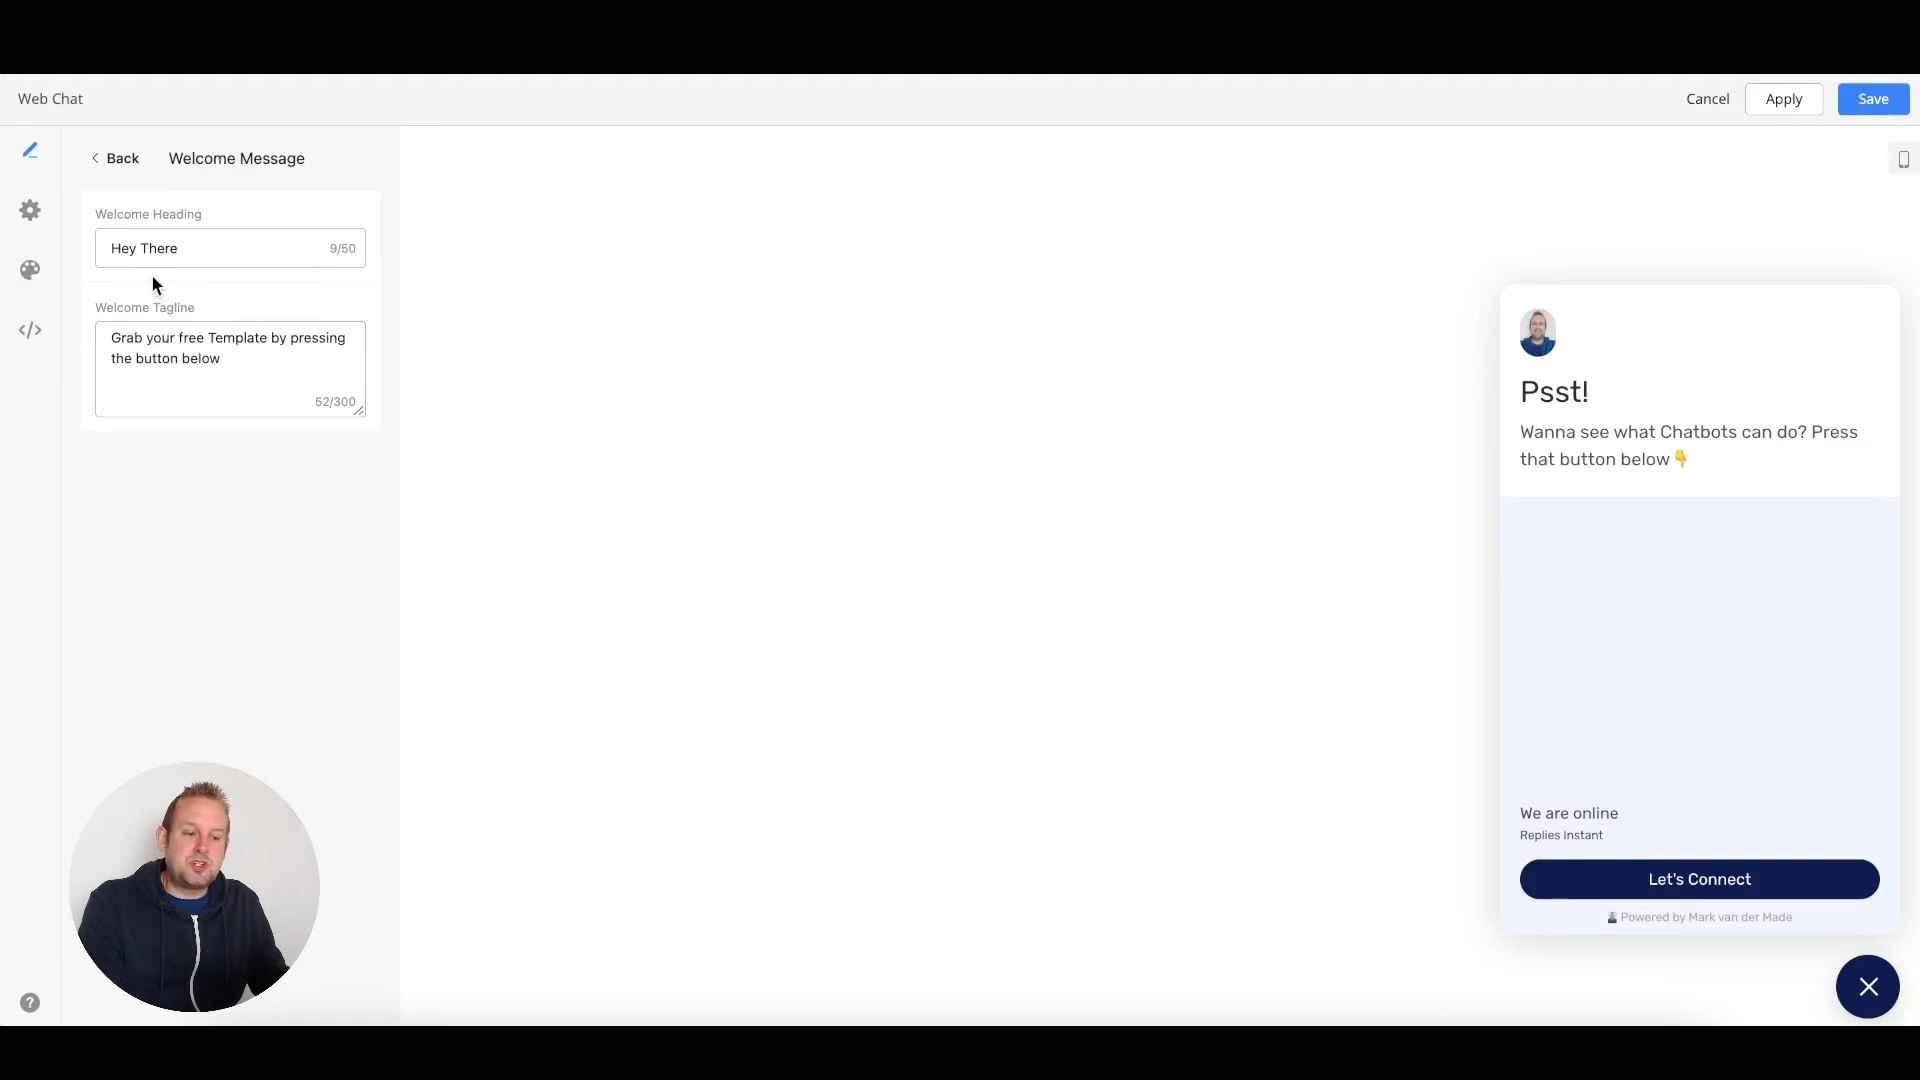 Web Chat
Cancel
Apply
Save
Back
Welcome Message
Welcome Heading
Hey There
9/50
Welcome Tagline
Grab your free Template by pressing
the button below
52/300
Psst!
Wanna see what Chatbots can do? Press
that button below👇
We are online
Replies Instant
Let's Connect
Powered by Mark van der Made